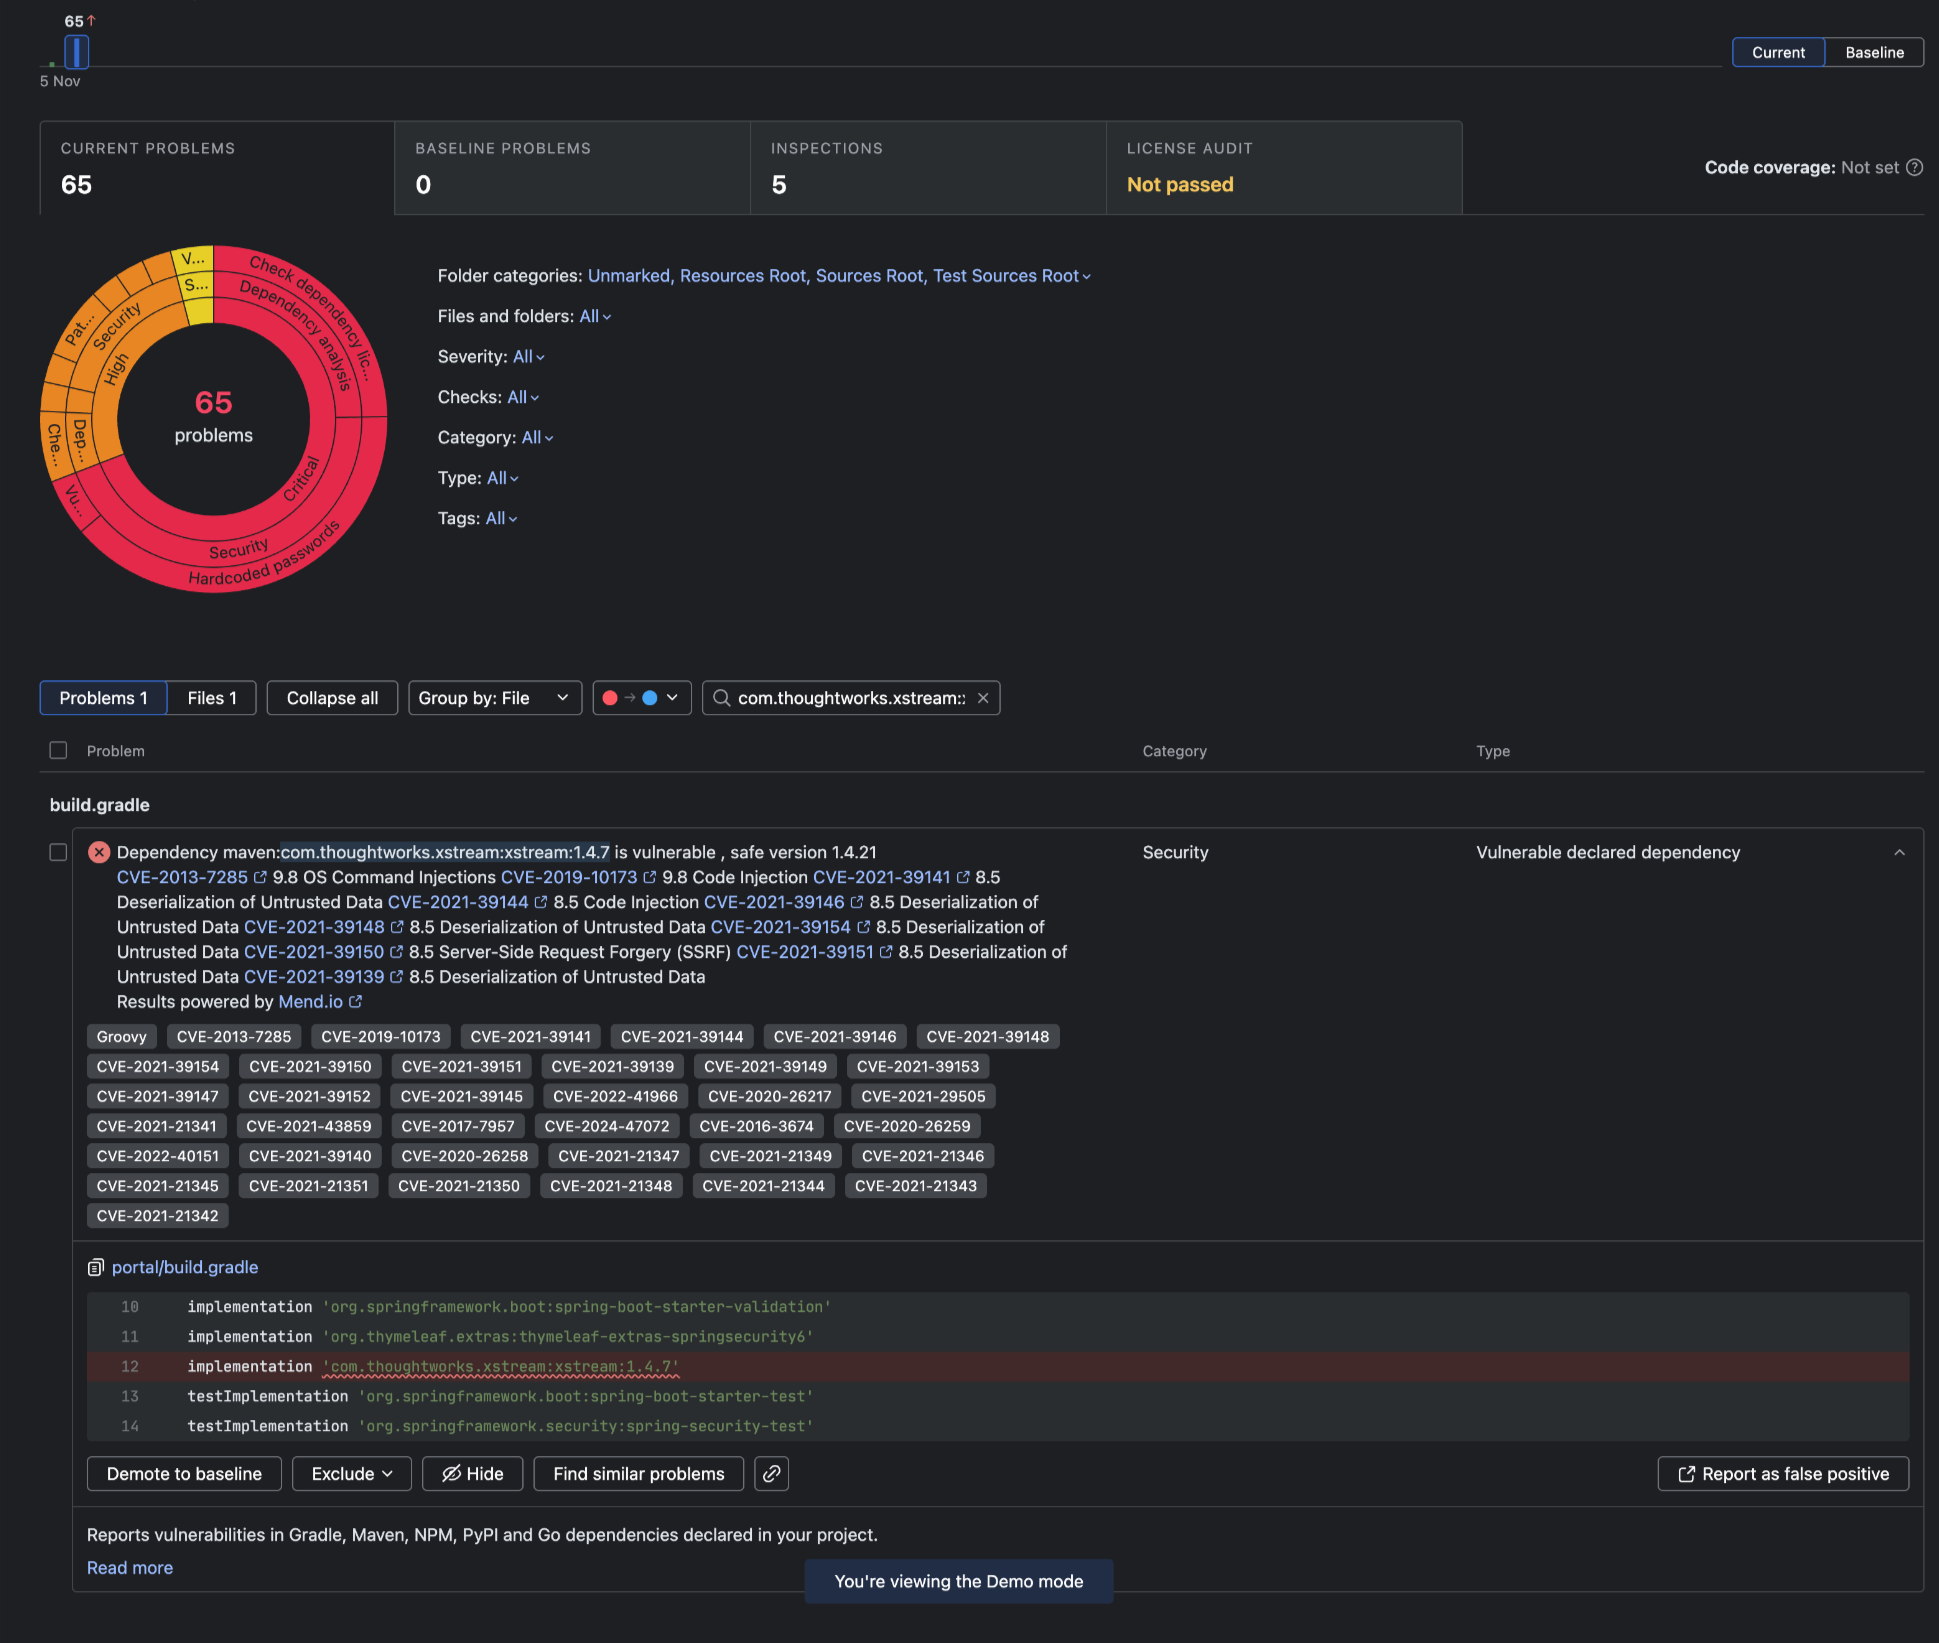 65↑
5 Nov
Current Baseline
CURRENT PROBLEMS
65
BASELINE PROBLEMS
0
INSPECTIONS
5
LICENSE AUDIT
Not passed
Code coverage: Not set ?
V...
S...
Check dependency lic...
Dependency analysis
Pat...
Security
High
Dep...
Che...
Vu...
Critical
Security
Hardcoded passwords
65
problems
Folder categories: Unmarked, Resources Root, Sources Root, Test Sources Root
Files and folders: All
Severity: All
Checks: All
Category: All
Type: All
Tags: All
Problems 1 Files 1 Collapse all Group by: File com.thoughtworks.xstream:
Problem Category Type
build.gradle
Dependency maven:com.thoughtworks.xstream:xstream:1.4.7 is vulnerable , safe version 1.4.21 Security Vulnerable declared dependency
CVE-2013-7285 9.8 OS Command Injections CVE-2019-10173 9.8 Code Injection CVE-2021-39141 8.5
Deserialization of Untrusted Data CVE-2021-39144 8.5 Code Injection CVE-2021-39146 8.5 Deserialization of
Untrusted Data CVE-2021-39148 8.5 Deserialization of Untrusted Data CVE-2021-39154 8.5 Deserialization of
Untrusted Data CVE-2021-39150 8.5 Server-Side Request Forgery (SSRF) CVE-2021-39151 8.5 Deserialization of
Untrusted Data CVE-2021-39139 8.5 Deserialization of Untrusted Data
Results powered by Mend.io
Groovy CVE-2013-7285 CVE-2019-10173 CVE-2021-39141 CVE-2021-39144 CVE-2021-39146 CVE-2021-39148
CVE-2021-39154 CVE-2021-39150 CVE-2021-39151 CVE-2021-39139 CVE-2021-39149 CVE-2021-39153
CVE-2021-39147 CVE-2021-39152 CVE-2021-39145 CVE-2022-41966 CVE-2020-26217 CVE-2021-29505
CVE-2021-21341 CVE-2021-43859 CVE-2017-7957 CVE-2024-47072 CVE-2016-3674 CVE-2020-26259
CVE-2022-40151 CVE-2021-39140 CVE-2020-26258 CVE-2021-21347 CVE-2021-21349 CVE-2021-21346
CVE-2021-21345 CVE-2021-21351 CVE-2021-21350 CVE-2021-21348 CVE-2021-21344 CVE-2021-21343
CVE-2021-21342
portal/build.gradle
10 implementation 'org.springframework.boot:spring-boot-starter-validation'
11 implementation 'org.thymeleaf.extras:thymeleaf-extras-springsecurity6'
12 implementation 'com.thoughtworks.xstream:xstream:1.4.7'
13 testImplementation 'org.springframework.boot:spring-boot-starter-test'
14 testImplementation 'org.springframework.security:spring-security-test'
Demote to baseline Exclude Hide Find similar problems Report as false positive
Reports vulnerabilities in Gradle, Maven, NPM, PyPI and Go dependencies declared in your project.
Read more
You're viewing the Demo mode